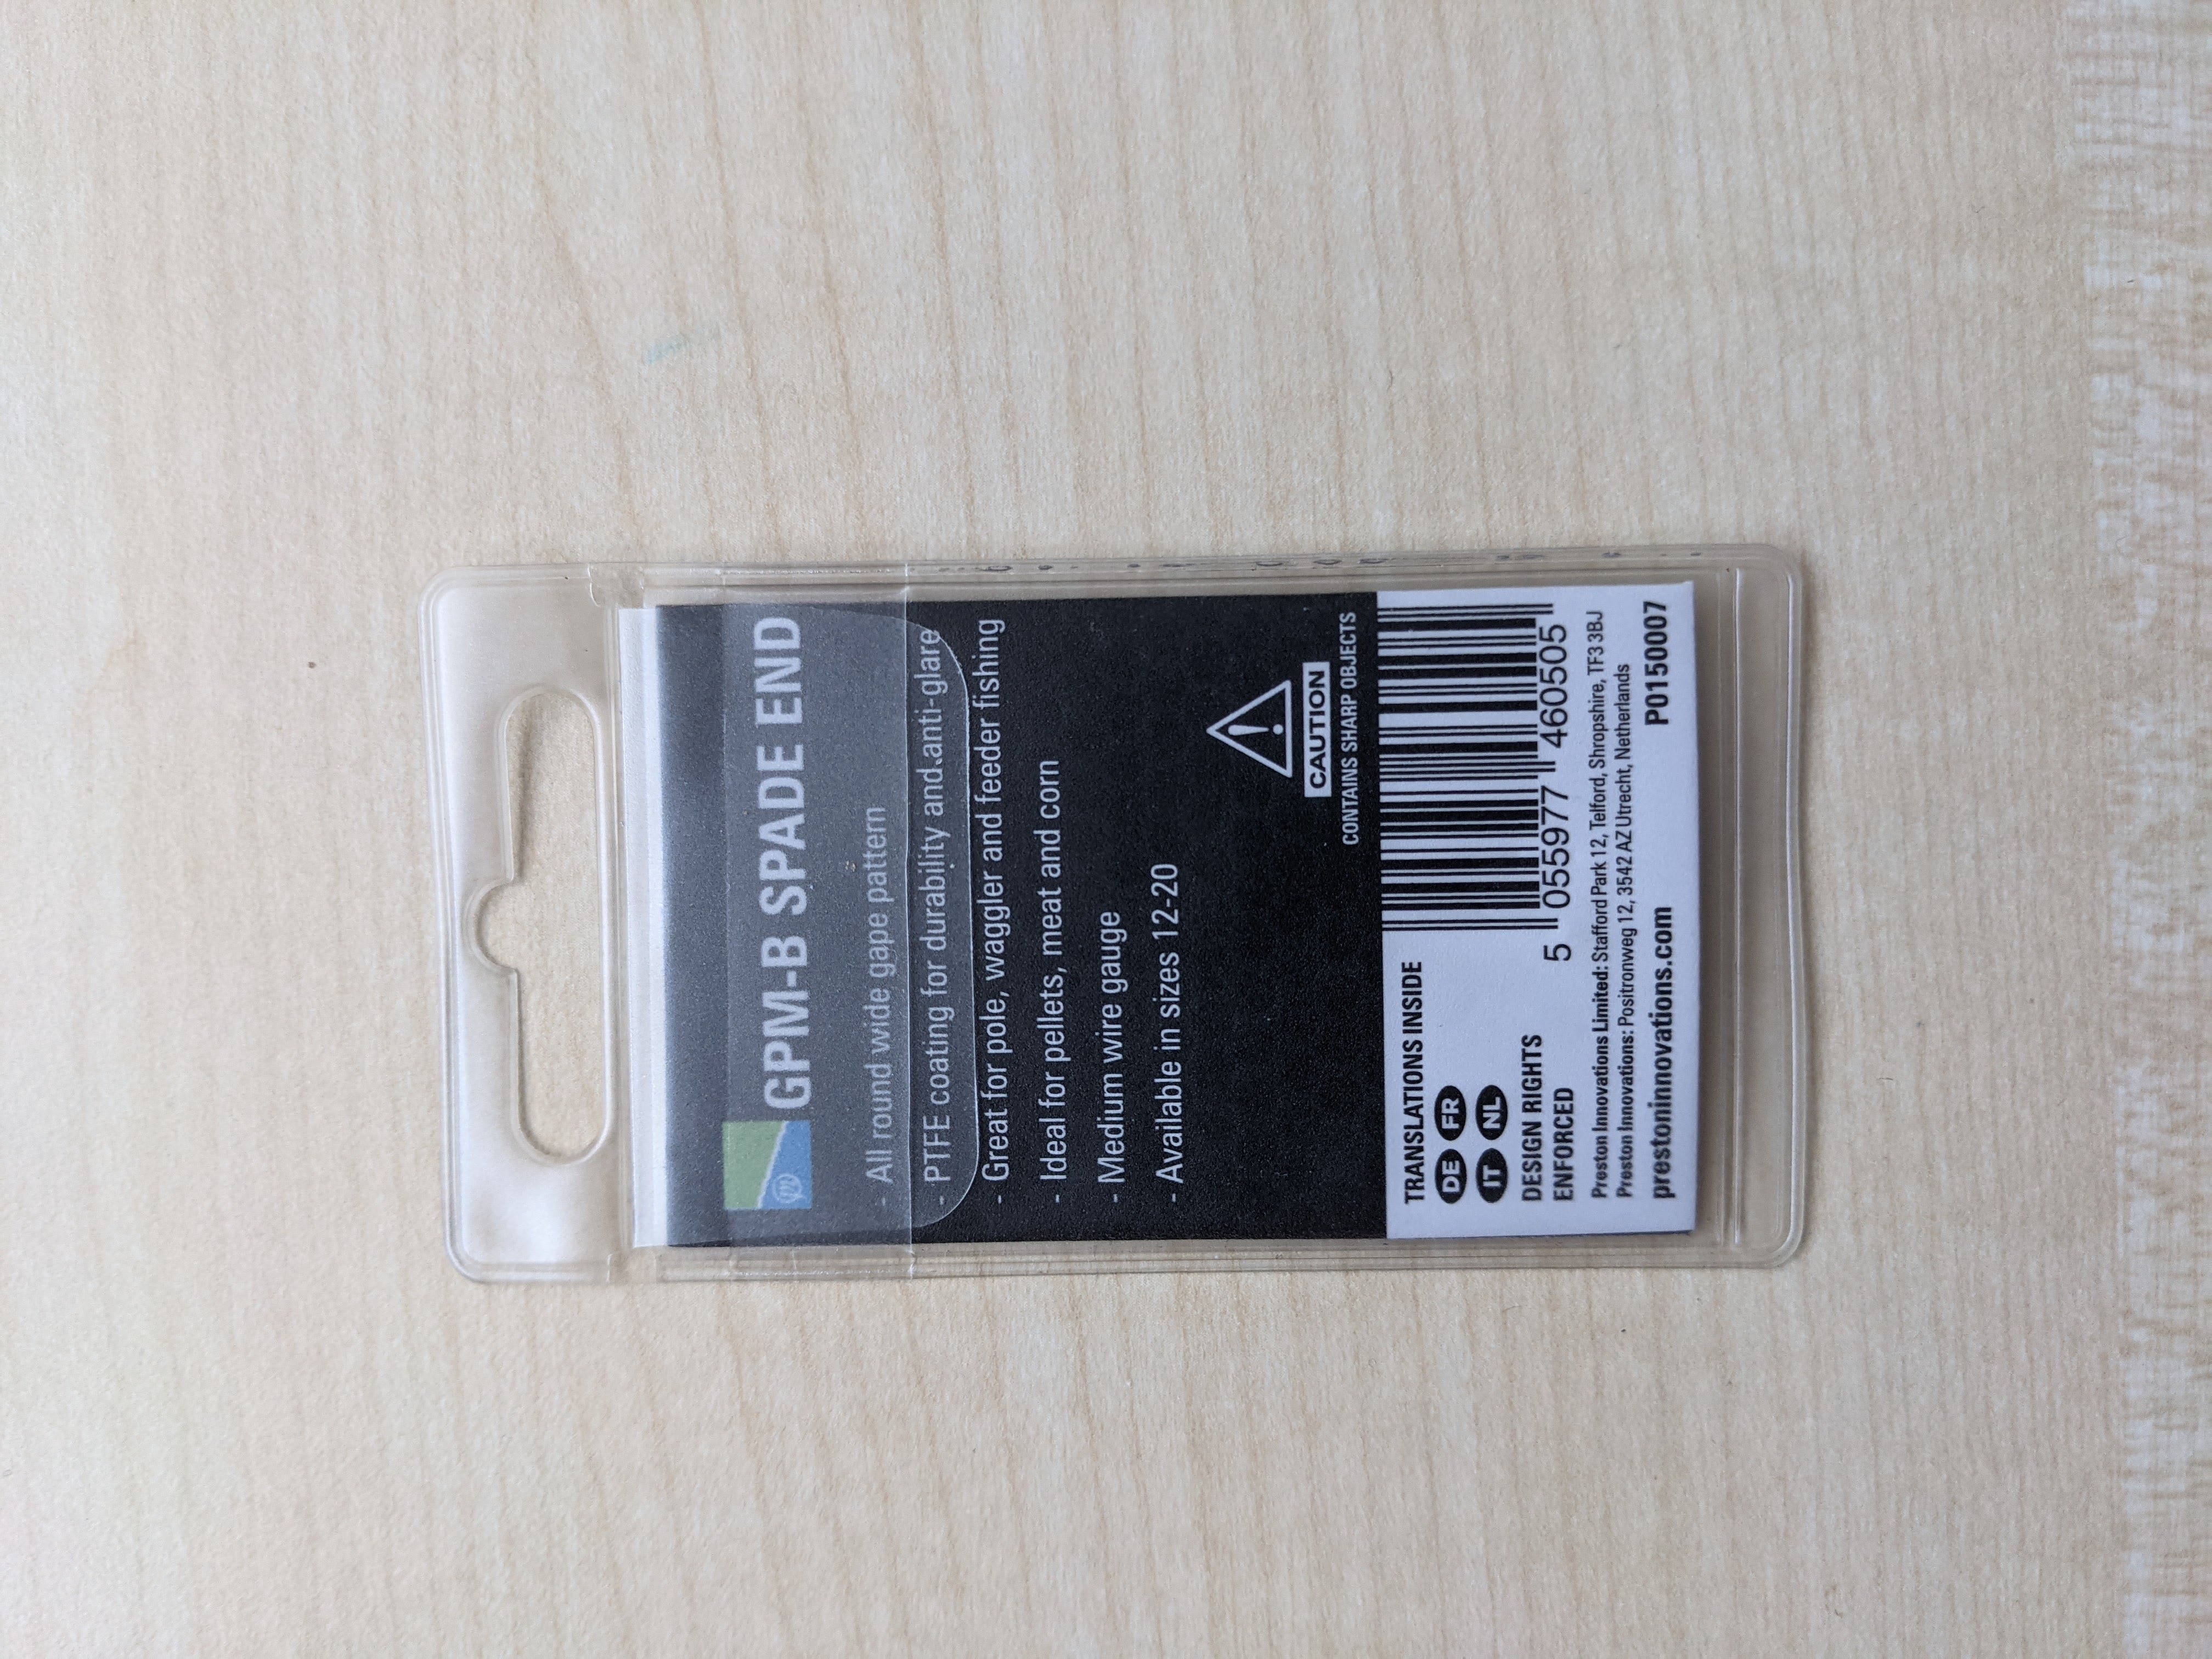 GPM-B SPADE END
- All round wide gape pattern
- PTFE coating for durability and anti-glare
- Great for pole, waggler and feeder fishing
- Ideal for pellets, meat and corn
- Medium wire gauge
- Available in sizes 12-20
CAUTION
CONTAINS SHARP OBJECTS
TRANSLATIONS INSIDE
DE FR
IT NL
DESIGN RIGHTS
ENFORCED
5 055977 460505
Preston Innovations Limited: Stafford Park 12, Telford, Shropshire, TF3 3BJ
Preston Innovations: Positronweg 12, 3542 AZ Utrecht, Netherlands
prestoninnovations.com P0150007